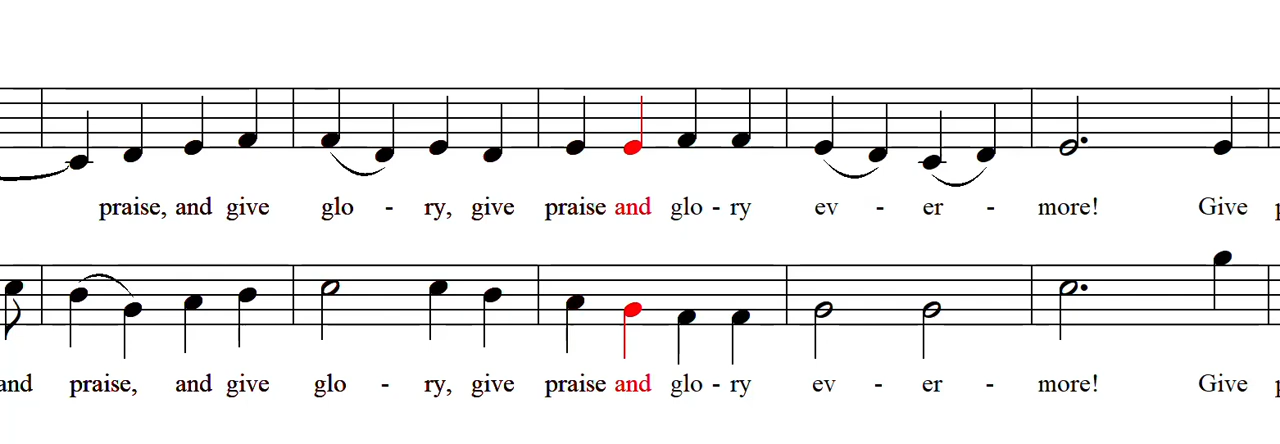 praise, and give glo - ry, give praise and glo - ry ev - er - more! Give
and praise, and give glo - ry, give praise and glo - ry ev - er - more! Give